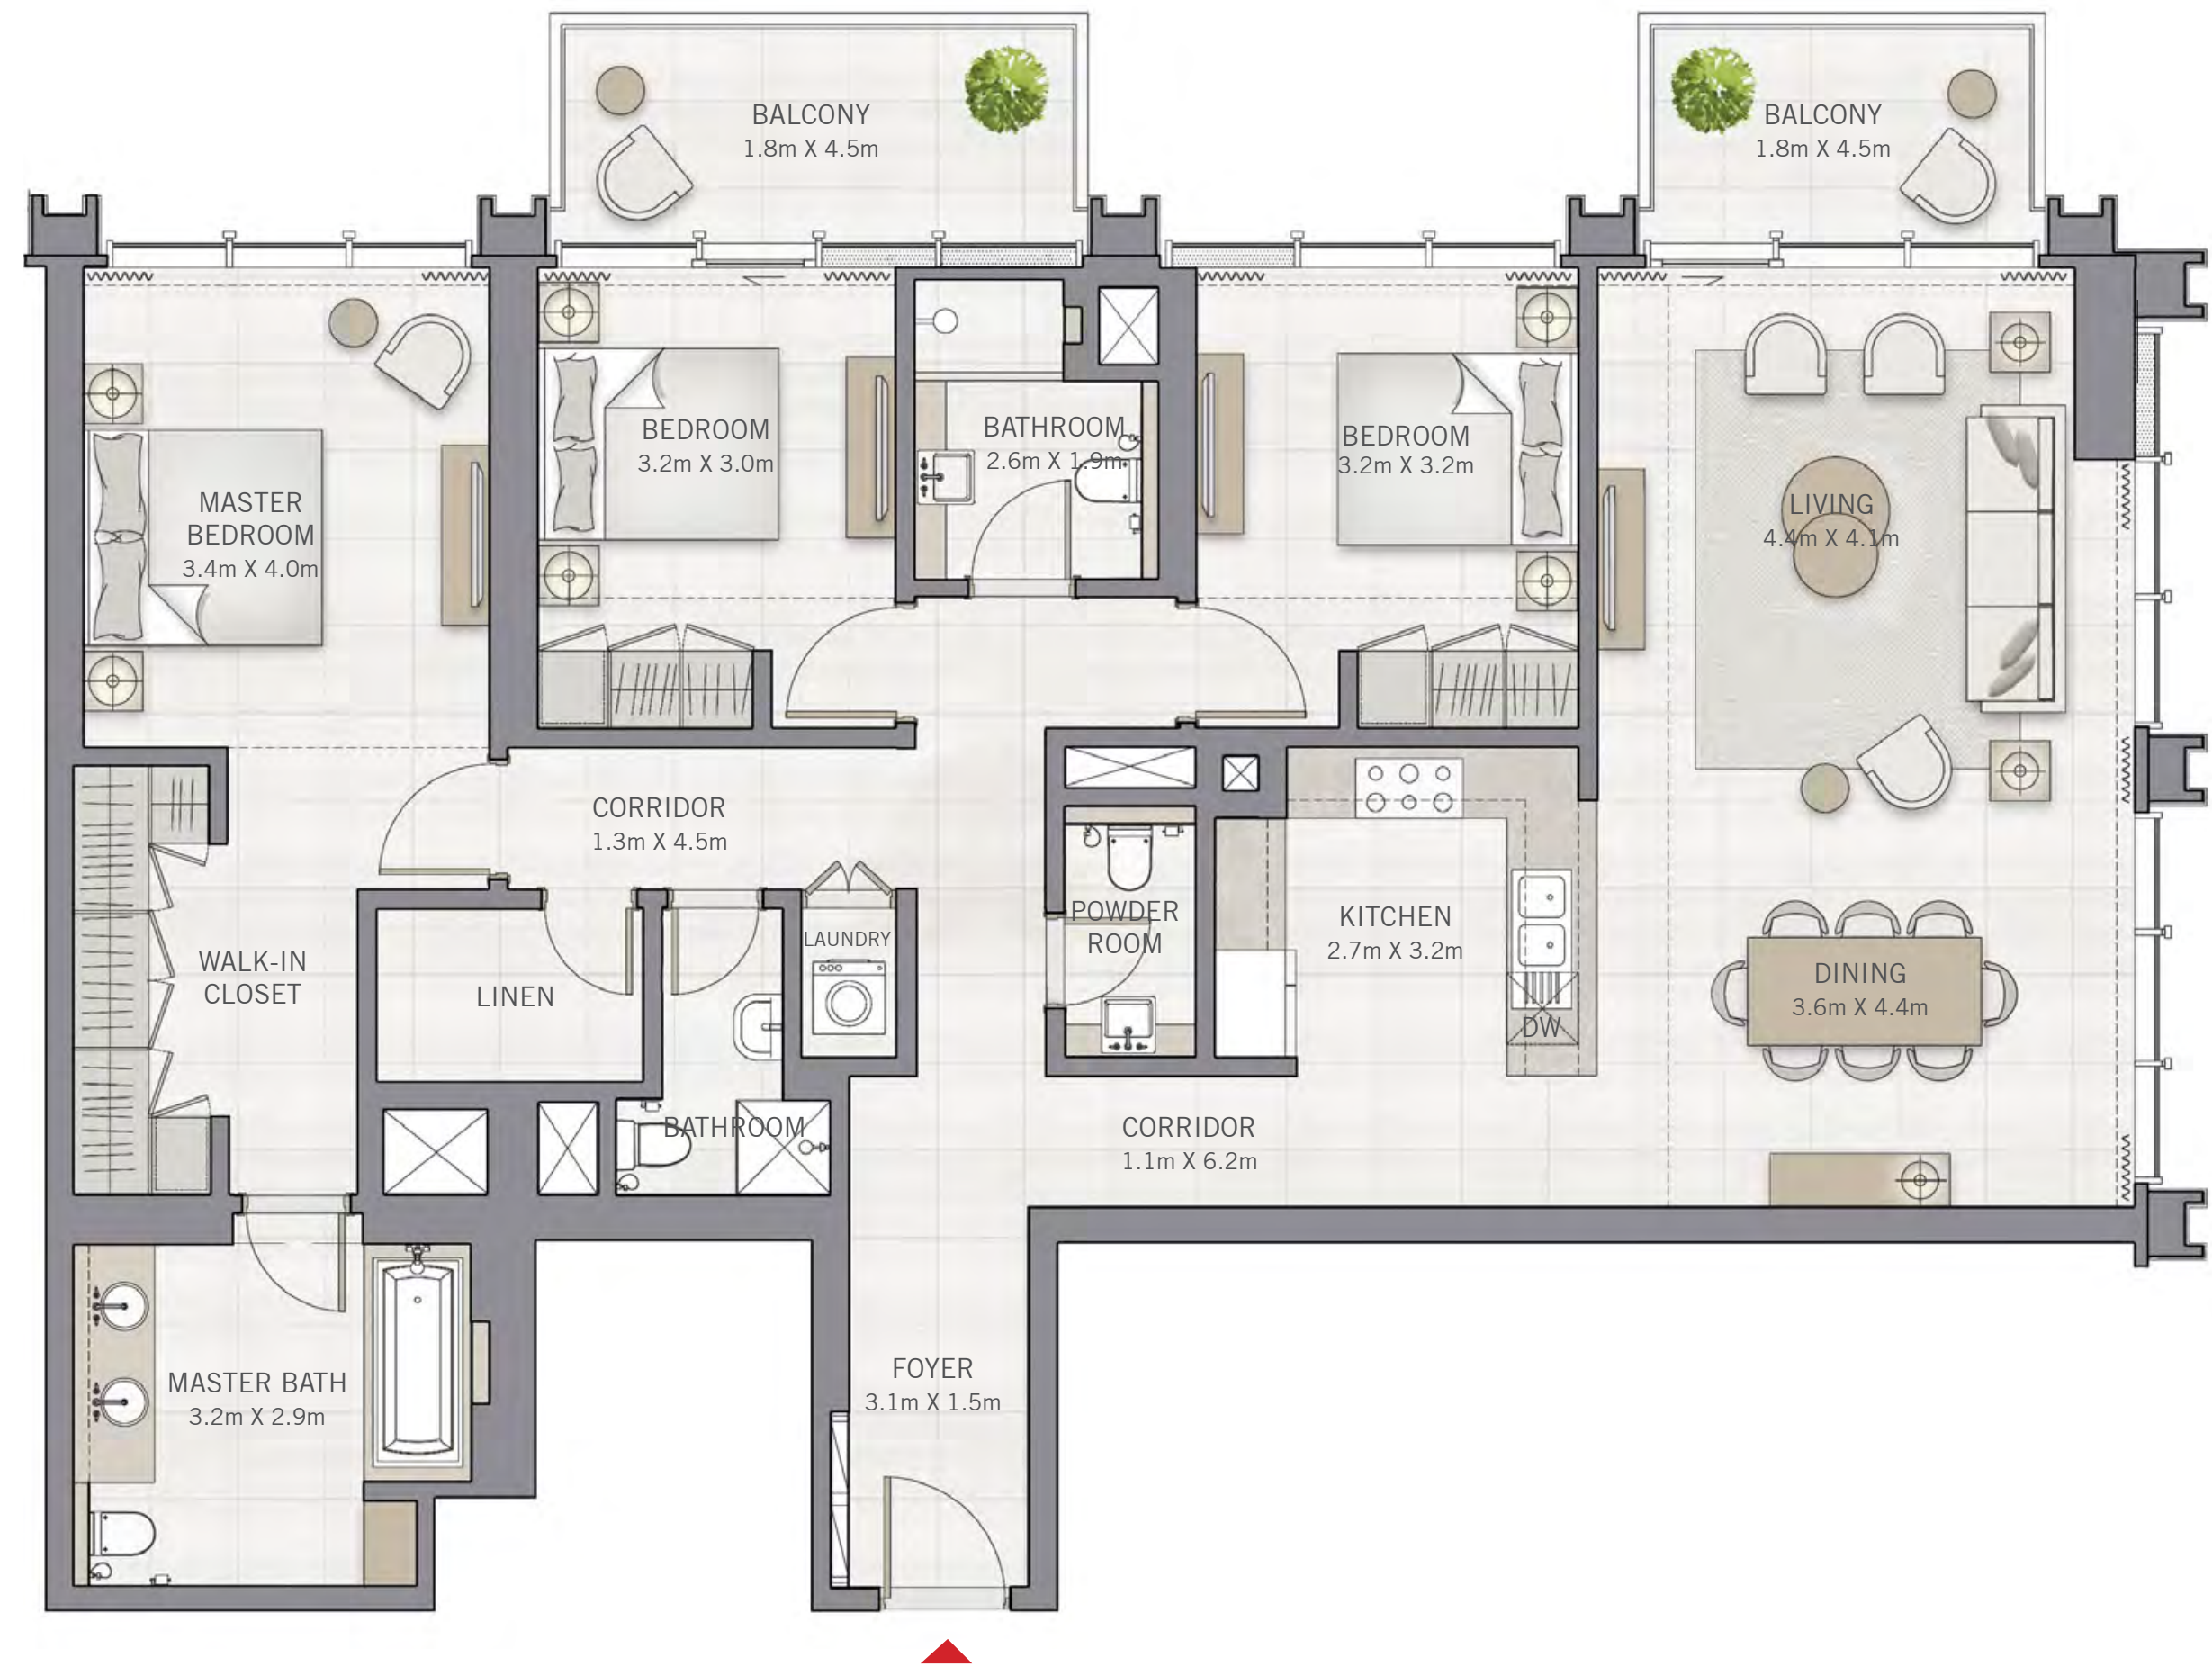 BALCONY
1.8m X 4.5m
BALCONY
1.8m X 4.5m
MASTER
BEDROOM
3.4m X 4.0m
BEDROOM
3.2m X 3.0m
BATHROOM
2.6m X 1.9m
BEDROOM
3.2m X 3.2m
LIVING
4.4m X 4.1m
CORRIDOR
1.3m X 4.5m
WALK-IN
CLOSET
LINEN
LAUNDRY
POWDER
ROOM
KITCHEN
2.7m X 3.2m
DW
DINING
3.6m X 4.4m
BATHROOM
CORRIDOR
1.1m X 6.2m
MASTER BATH
3.2m X 2.9m
FOYER
3.1m X 1.5m